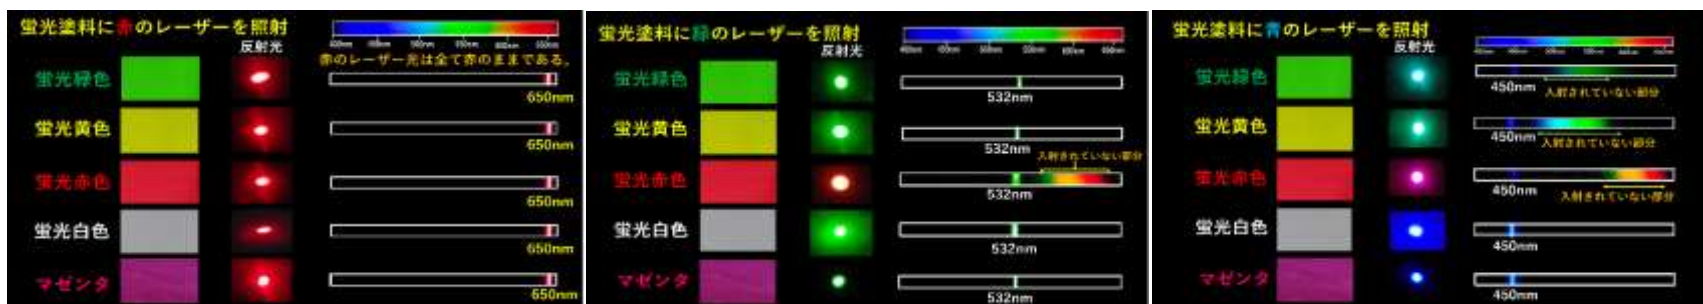 蛍光塗料に赤のレーザーを照射
反射光
赤のレーザー光は全て赤のままである。
蛍光緑色
650nm
蛍光黄色
650nm
蛍光赤色
650nm
蛍光白色
650nm
マゼンタ
650nm
蛍光塗料に緑のレーザーを照射
反射光
蛍光緑色
532nm
蛍光黄色
532nm
入射されていない部分
蛍光赤色
532nm
蛍光白色
532nm
マゼンタ
532nm
蛍光塗料に青のレーザーを照射
反射光
蛍光緑色
450nm
入射されていない部分
蛍光黄色
450nm
入射されていない部分
蛍光赤色
450nm
入射されていない部分
蛍光白色
450nm
マゼンタ
450nm